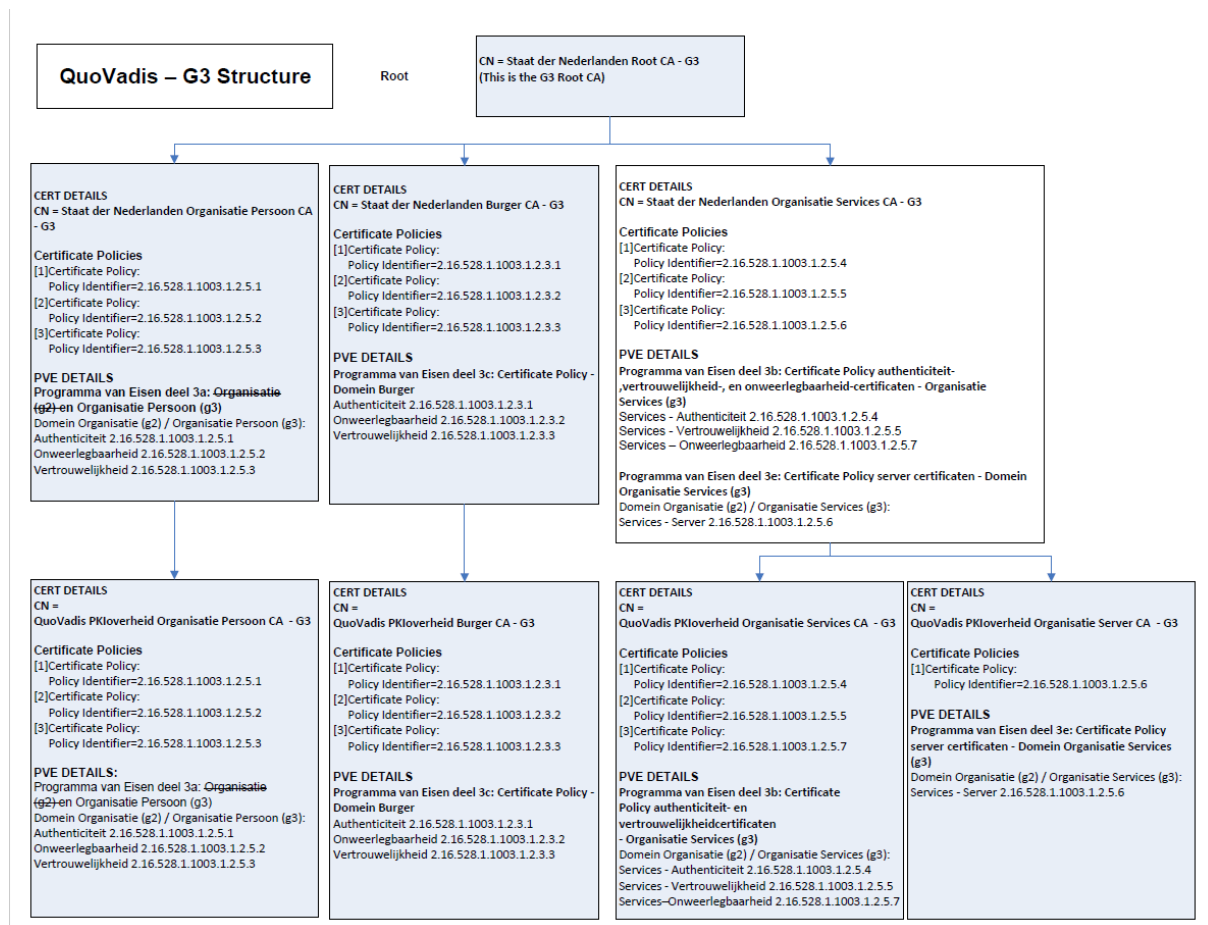 QuoVadis – G3 Structure
Root
CN = Staat der Nederlanden Root CA - G3
(This is the G3 Root CA)
CERT DETAILS
CN = Staat der Nederlanden Organisatie Persoon CA
- G3
Certificate Policies
[1]Certificate Policy:
Policy Identifier=2.16.528.1.1003.1.2.5.1
[2]Certificate Policy:
Policy Identifier=2.16.528.1.1003.1.2.5.2
[3]Certificate Policy:
Policy Identifier=2.16.528.1.1003.1.2.5.3
PVE DETAILS
Programma van Eisen deel 3a: Organisatie
(g2) en Organisatie Persoon (g3)
Domein Organisatie (g2) / Organisatie Persoon (g3):
Authenticiteit 2.16.528.1.1003.1.2.5.1
Onweerlegbaarheid 2.16.528.1.1003.1.2.5.2
Vertrouwelijkheid 2.16.528.1.1003.1.2.5.3
CERT DETAILS
CN = Staat der Nederlanden Burger CA - G3
Certificate Policies
[1]Certificate Policy:
Policy Identifier=2.16.528.1.1003.1.2.3.1
[2]Certificate Policy:
Policy Identifier=2.16.528.1.1003.1.2.3.2
[3]Certificate Policy:
Policy Identifier=2.16.528.1.1003.1.2.3.3
PVE DETAILS
Programma van Eisen deel 3c: Certificate Policy -
Domein Burger
Authenticiteit 2.16.528.1.1003.1.2.3.1
Onweerlegbaarheid 2.16.528.1.1003.1.2.3.2
Vertrouwelijkheid 2.16.528.1.1003.1.2.3.3
CERT DETAILS
CN = Staat der Nederlanden Organisatie Services CA - G3
Certificate Policies
[1]Certificate Policy:
Policy Identifier=2.16.528.1.1003.1.2.5.4
[2]Certificate Policy:
Policy Identifier=2.16.528.1.1003.1.2.5.5
[3]Certificate Policy:
Policy Identifier=2.16.528.1.1003.1.2.5.6
PVE DETAILS
Programma van Eisen deel 3b: Certificate Policy authenticiteit-
,vertrouwelijkheid-, en onweerlegbaarheid-certificaten - Organisatie
Services (g3)
Services - Authenticiteit 2.16.528.1.1003.1.2.5.4
Services - Vertrouwelijkheid 2.16.528.1.1003.1.2.5.5
Services – Onweerlegbaarheid 2.16.528.1.1003.1.2.5.7
Programma van Eisen deel 3e: Certificate Policy server certificaten - Domein
Organisatie Services (g3)
Domein Organisatie (g2) / Organisatie Services (g3):
Services - Server 2.16.528.1.1003.1.2.5.6
CERT DETAILS
CN =
QuoVadis PKIoverheid Organisatie Persoon CA - G3
Certificate Policies
[1]Certificate Policy:
Policy Identifier=2.16.528.1.1003.1.2.5.1
[2]Certificate Policy:
Policy Identifier=2.16.528.1.1003.1.2.5.2
[3]Certificate Policy:
Policy Identifier=2.16.528.1.1003.1.2.5.3
PVE DETAILS:
Programma van Eisen deel 3a: Organisatie
(g2) en Organisatie Persoon (g3)
Domein Organisatie (g2) / Organisatie Persoon (g3):
Authenticiteit 2.16.528.1.1003.1.2.5.1
Onweerlegbaarheid 2.16.528.1.1003.1.2.5.2
Vertrouwelijkheid 2.16.528.1.1003.1.2.5.3
CERT DETAILS
CN =
QuoVadis PKIoverheid Burger CA - G3
Certificate Policies
[1]Certificate Policy:
Policy Identifier=2.16.528.1.1003.1.2.3.1
[2]Certificate Policy:
Policy Identifier=2.16.528.1.1003.1.2.3.2
[3]Certificate Policy:
Policy Identifier=2.16.528.1.1003.1.2.3.3
PVE DETAILS
Programma van Eisen deel 3c: Certificate Policy -
Domein Burger
Authenticiteit 2.16.528.1.1003.1.2.3.1
Onweerlegbaarheid 2.16.528.1.1003.1.2.3.2
Vertrouwelijkheid 2.16.528.1.1003.1.2.3.3
CERT DETAILS
CN =
QuoVadis PKIoverheid Organisatie Services CA - G3
Certificate Policies
[1]Certificate Policy:
Policy Identifier=2.16.528.1.1003.1.2.5.4
[2]Certificate Policy:
Policy Identifier=2.16.528.1.1003.1.2.5.5
[3]Certificate Policy:
Policy Identifier=2.16.528.1.1003.1.2.5.7
PVE DETAILS
Programma van Eisen deel 3b: Certificate
Policy authenticiteit- en
vertrouwelijkheidcertificaten
- Organisatie Services (g3)
Domein Organisatie (g2) / Organisatie Services (g3):
Services - Authenticiteit 2.16.528.1.1003.1.2.5.4
Services - Vertrouwelijkheid 2.16.528.1.1003.1.2.5.5
Services–Onweerlegbaarheid 2.16.528.1.1003.1.2.5.7
CERT DETAILS
CN =
QuoVadis PKIoverheid Organisatie Server CA - G3
Certificate Policies
[1]Certificate Policy:
Policy Identifier=2.16.528.1.1003.1.2.5.6
PVE DETAILS
Programma van Eisen deel 3e: Certificate Policy
server certificaten - Domein Organisatie Services
(g3)
Domein Organisatie (g2) / Organisatie Services (g3):
Services - Server 2.16.528.1.1003.1.2.5.6